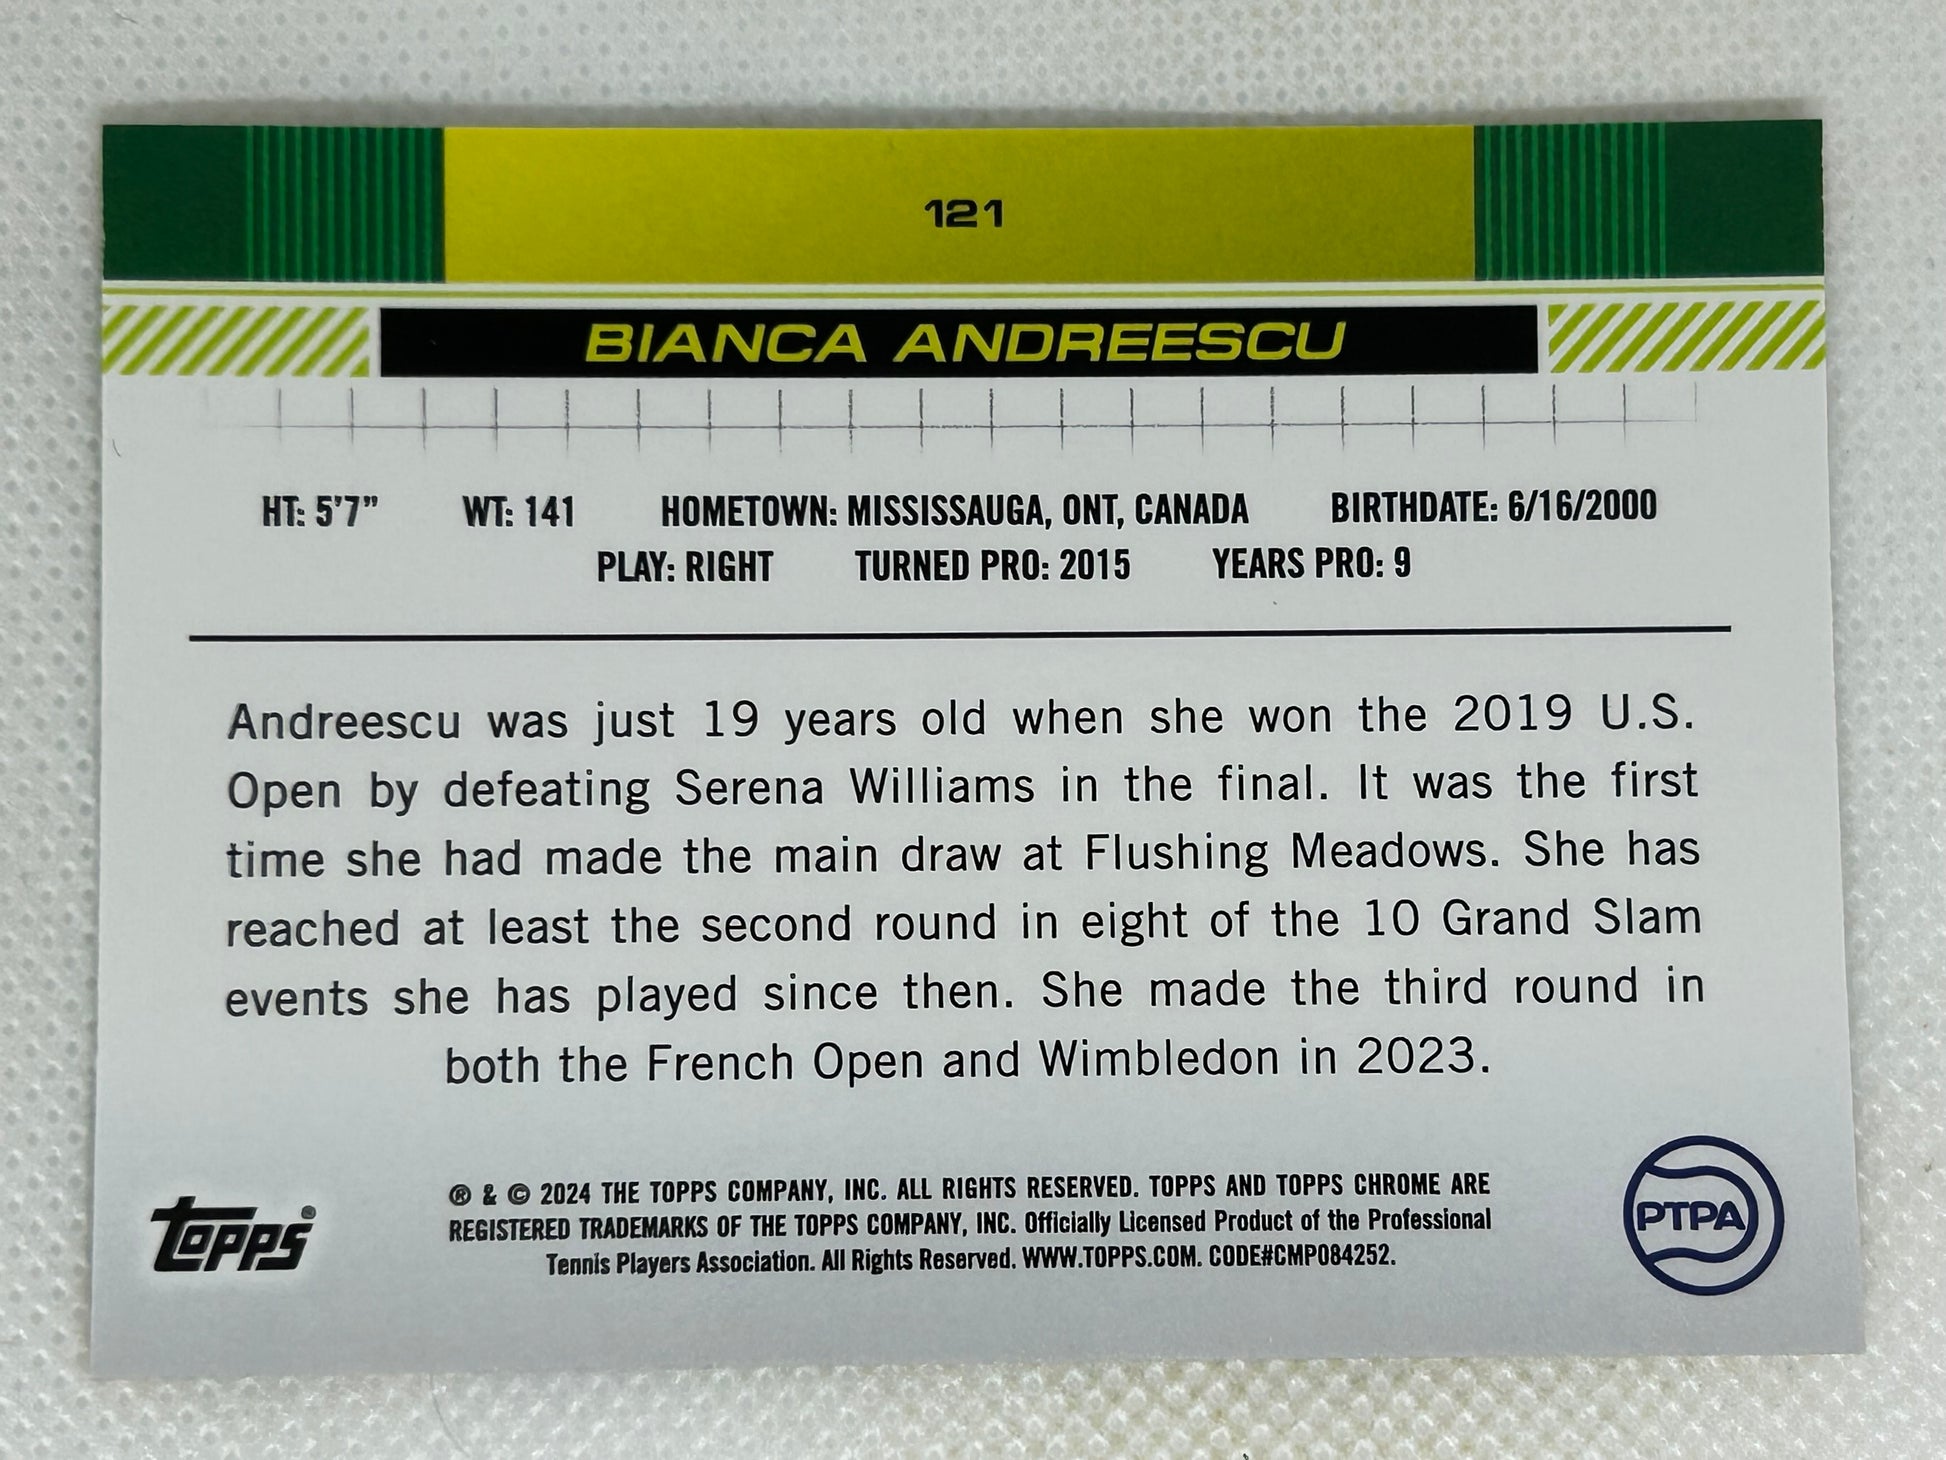 121
BIANCA ANDREESCU
HT: 5'7" WT: 141 HOMETOWN: MISSISSAUGA, ONT, CANADA BIRTHDATE: 6/16/2000
PLAY: RIGHT TURNED PRO: 2015 YEARS PRO: 9
Andreescu was just 19 years old when she won the 2019 U.S.
Open by defeating Serena Williams in the final. It was the first
time she had made the main draw at Flushing Meadows. She has
reached at least the second round in eight of the 10 Grand Slam
events she has played since then. She made the third round in
both the French Open and Wimbledon in 2023.
® & © 2024 THE TOPPS COMPANY, INC. ALL RIGHTS RESERVED. TOPPS AND TOPPS CHROME ARE
REGISTERED TRADEMARKS OF THE TOPPS COMPANY, INC. Officially Licensed Product of the Professional
Tennis Players Association. All Rights Reserved. WWW.TOPPS.COM. CODE#CMP084252.
Topps®
PTPA